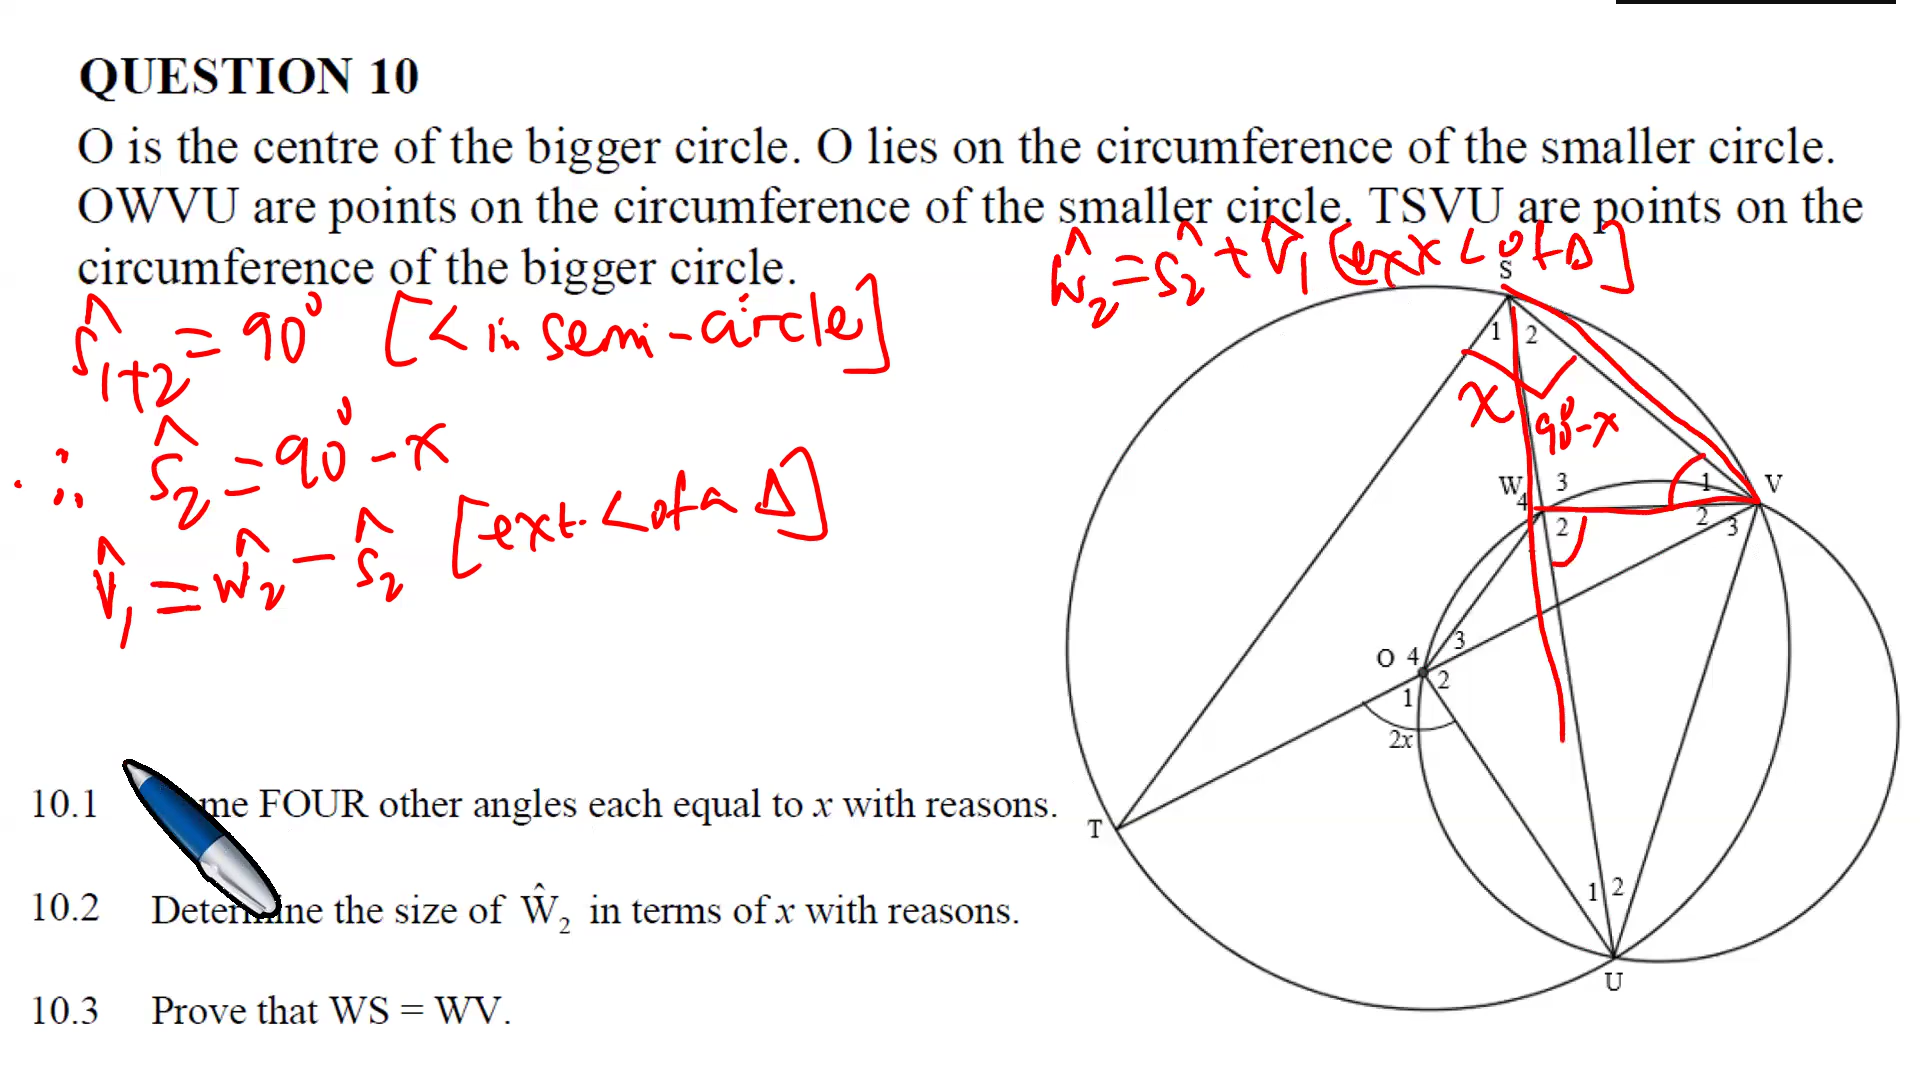 QUESTION 10
O is the centre of the bigger circle. O lies on the circumference of the smaller circle.
OWVU are points on the circumference of the smaller circle. TSVU are points on the
circumference of the bigger circle.
Ŵ₂ = Ŝ₂ + V̂₁ [ext < of Δ]
Ŝ₁₊₂ = 90° [< in semi-circle]
∴ Ŝ₂ = 90° - x
V̂₁ = Ŵ₂ - Ŝ₂ [ext. < of a Δ]
10.1 me FOUR other angles each equal to x with reasons.
10.2 Determine the size of Ŵ₂ in terms of x with reasons.
10.3 Prove that WS = WV.
S
1 2
x 90°-x
W 4 3 2
1 2 3 V
O 4 3 2 1
2x
T
1 2
U